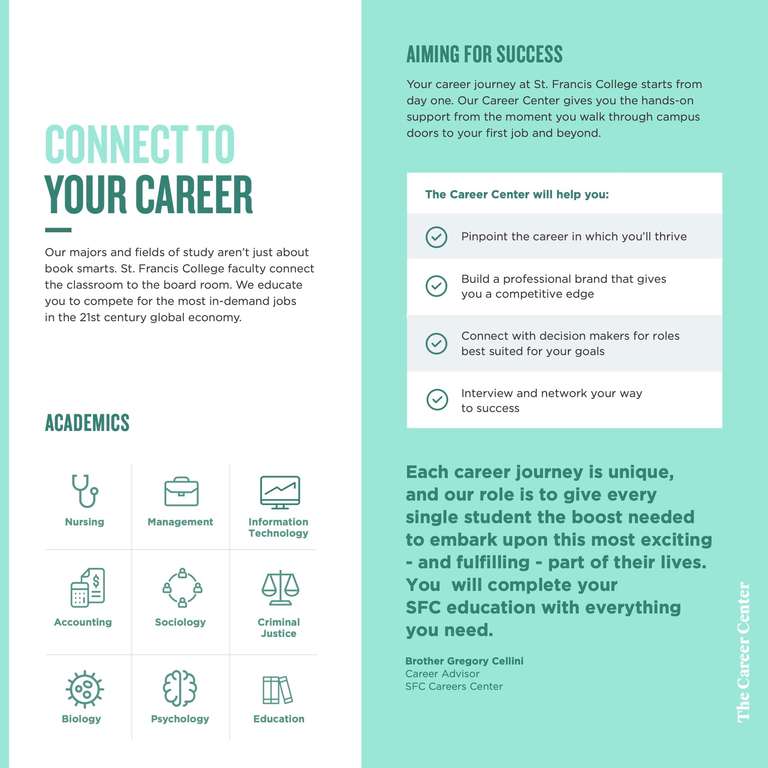 CONNECT TO
YOUR CAREER
Our majors and fields of study aren't just about
book smarts. St. Francis College faculty connect
the classroom to the board room. We educate
you to compete for the most in-demand jobs
in the 21st century global economy.
ACADEMICS
Nursing
Management
Information
Technology
Accounting
Sociology
Criminal
Justice
Biology
Psychology
Education
AIMING FOR SUCCESS
Your career journey at St. Francis College starts from
day one. Our Career Center gives you the hands-on
support from the moment you walk through campus
doors to your first job and beyond.
The Career Center will help you:
Pinpoint the career in which you'll thrive
Build a professional brand that gives
you a competitive edge
Connect with decision makers for roles
best suited for your goals
Interview and network your way
to success
Each career journey is unique,
and our role is to give every
single student the boost needed
to embark upon this most exciting
- and fulfilling - part of their lives.
You  will complete your
SFC education with everything
you need.
Brother Gregory Cellini
Career Advisor
SFC Careers Center
The Career Center